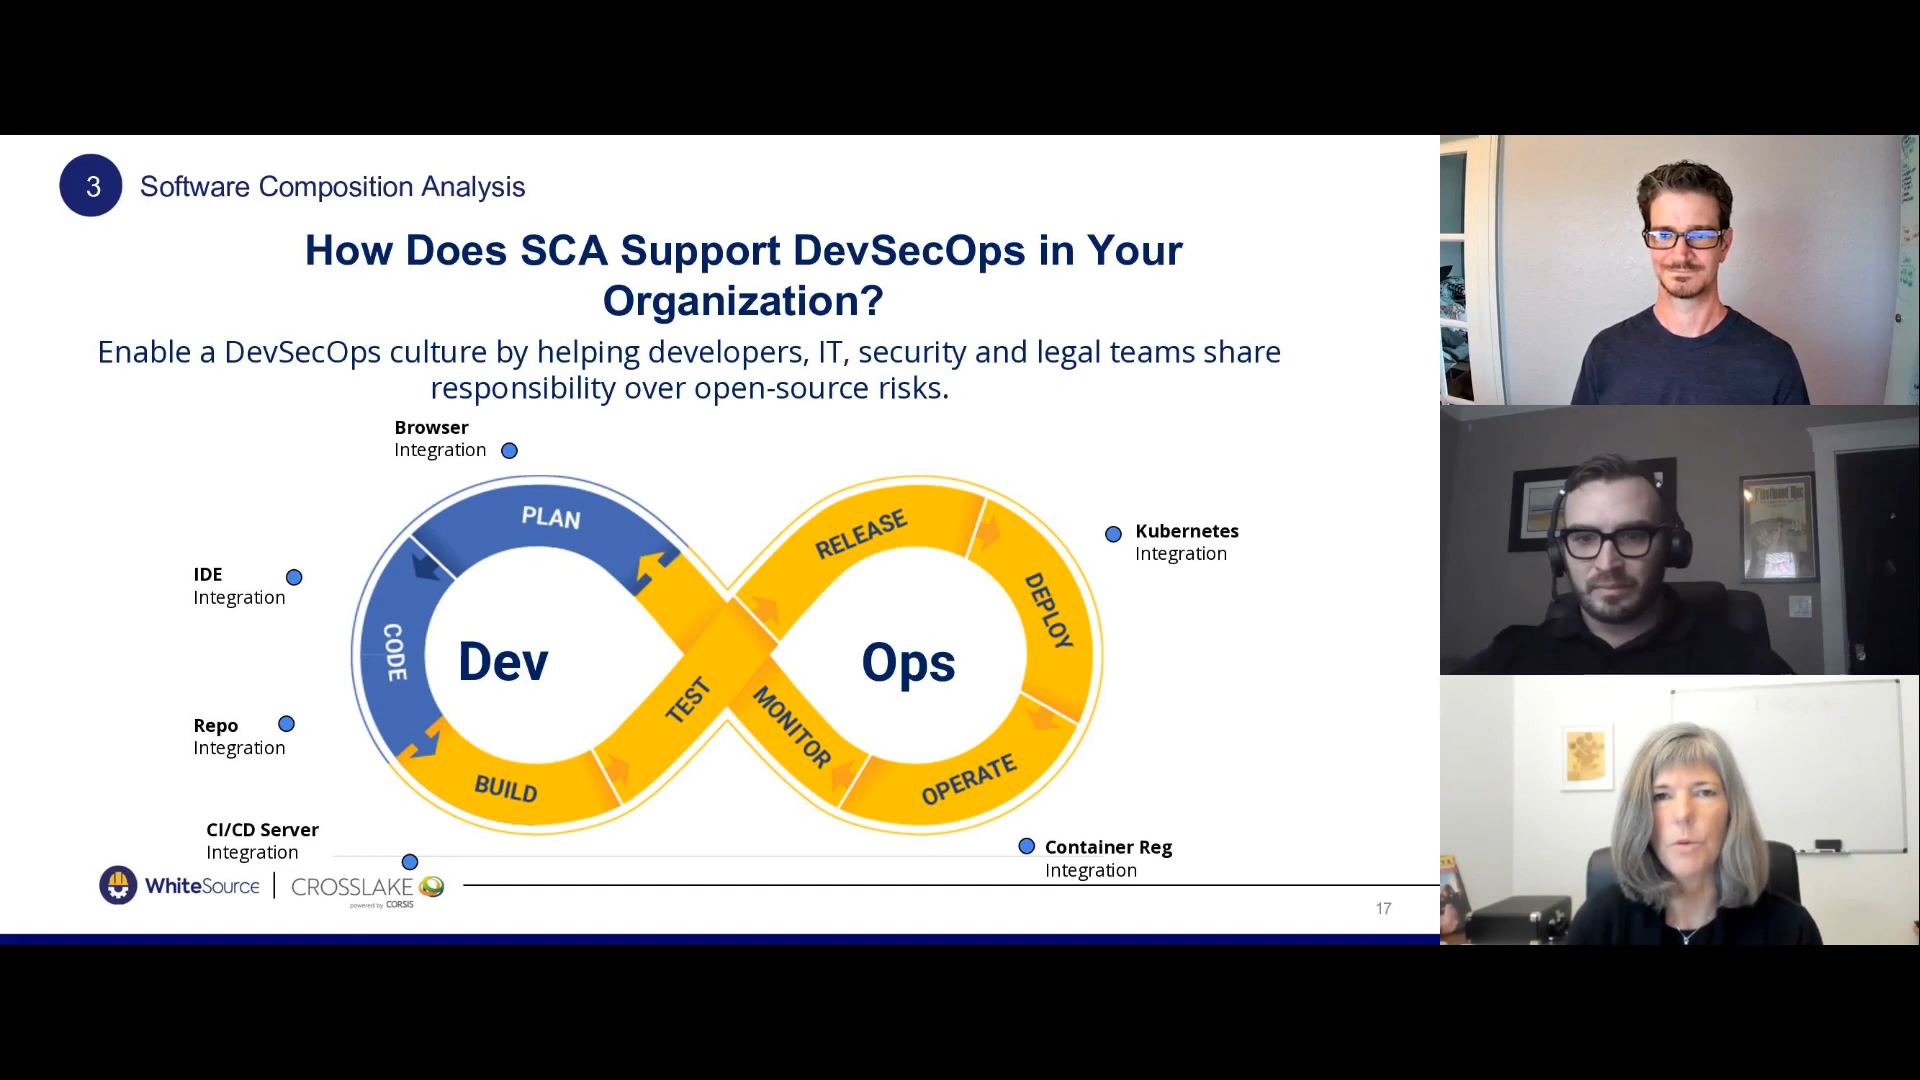 3
Software Composition Analysis
How Does SCA Support DevSecOps in Your
Organization?
Enable a DevSecOps culture by helping developers, IT, security and legal teams share
responsibility over open-source risks.
Browser
Integration
IDE
Integration
Repo
Integration
CI/CD Server
Integration
Kubernetes
Integration
Container Reg
Integration
PLAN
CODE
BUILD
TEST
RELEASE
DEPLOY
OPERATE
MONITOR
Dev
Ops
WhiteSource
CROSSLAKE
powered by CORSIS
17